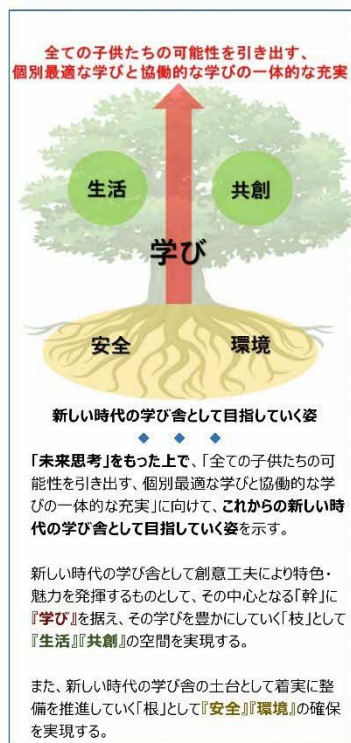 全ての子供たちの可能性を引き出す、
個別最適な学びと協働的な学びの一体的な充実
生活
共創
学び
安全
環境
新しい時代の学び舎として目指していく姿
「未来思考」をもった上で、「全ての子供たちの可
能性を引き出す、個別最適な学びと協働的な学
びの一体的な充実」に向けて、これからの新しい時
代の学び舎として目指していく姿を示す。
新しい時代の学び舎として創意工夫により特色・
魅力を発揮するものとして、その中心となる「幹」に
『学び』を据え、その学びを豊かにしていく「枝」として
『生活』『共創』の空間を実現する。
また、新しい時代の学び舎の土台として着実に整
備を推進していく「根」として『安全』『環境』の確保
を実現する。